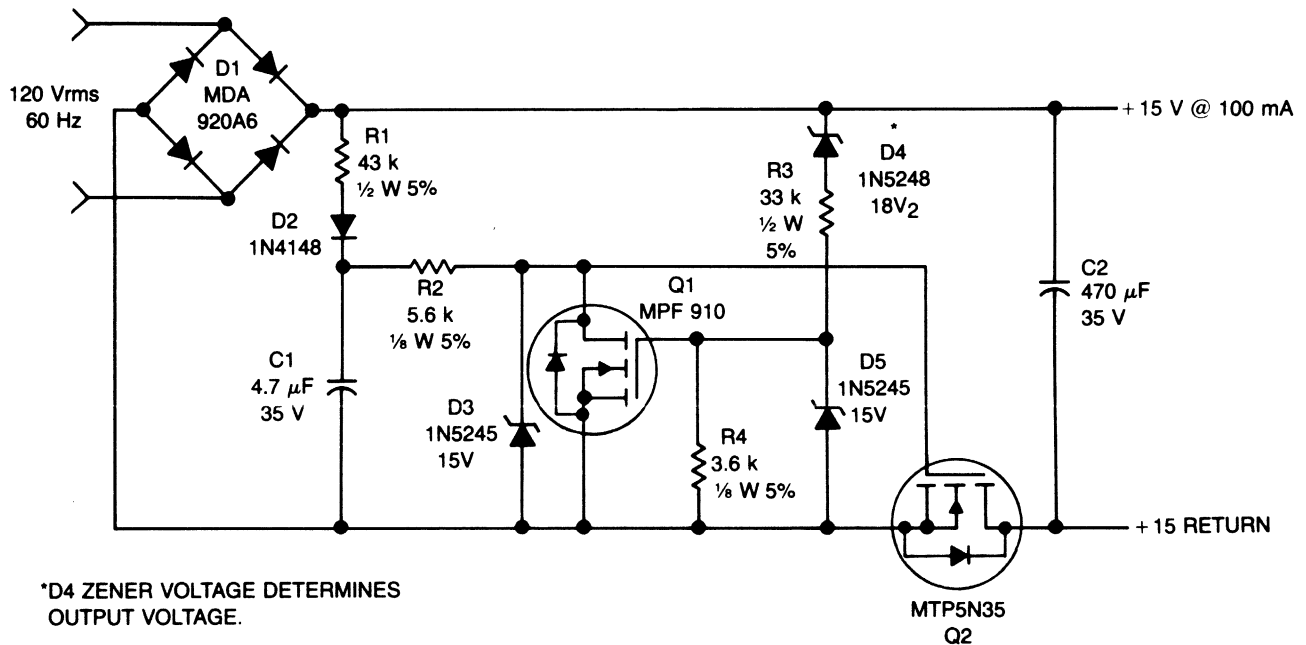 120 Vrms
60 Hz
D1
MDA
920A6
R1
43 k
½ W 5%
D2
1N4148
R2
5.6 k
⅛ W 5%
C1
4.7 μF
35 V
D3
1N5245
15V
Q1
MPF 910
R3
33 k
½ W
5%
*
D4
1N5248
18V₂
R4
3.6 k
⅛ W 5%
D5
1N5245
15V
C2
470 μF
35 V
+ 15 V @ 100 mA
+ 15 RETURN
MTP5N35
Q2
*D4 ZENER VOLTAGE DETERMINES
OUTPUT VOLTAGE.